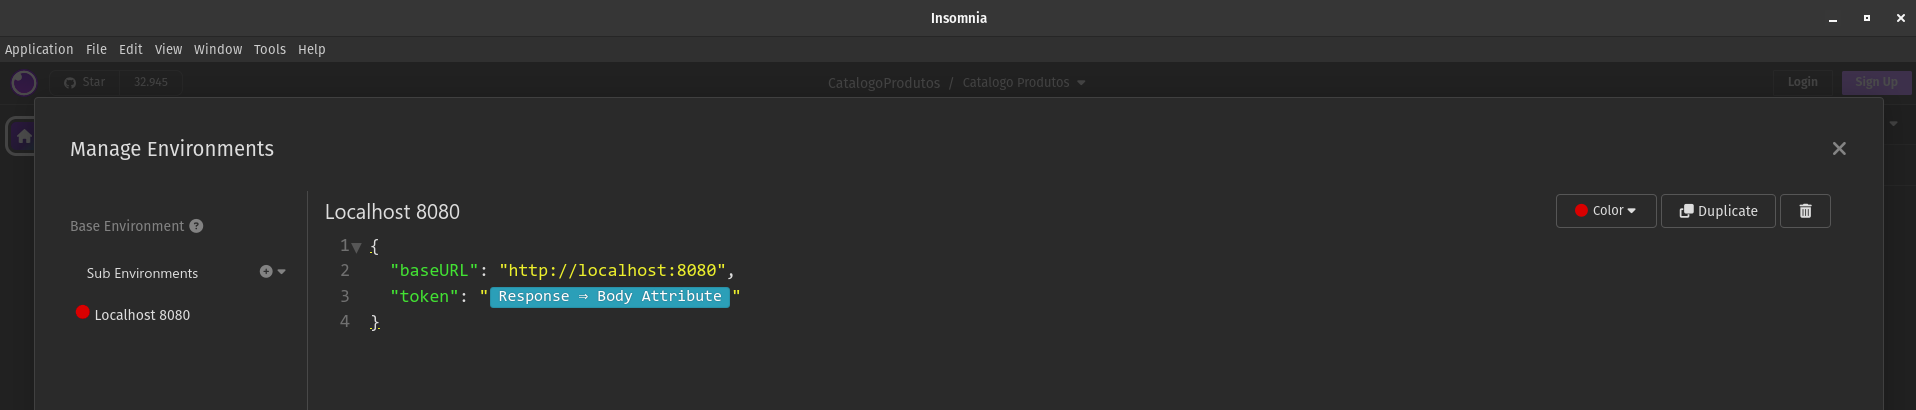 Insomnia
Application File Edit View Window Tools Help
Star 32.945 CatalogoProdutos / Catalogo Produtos Login Sign Up
Manage Environments
Localhost 8080 Color Duplicate
Base Environment ?
1 {
2 "baseURL": "http://localhost:8080",
Sub Environments
3 "token": "Response ⇒ Body Attribute"
Localhost 8080
4 }